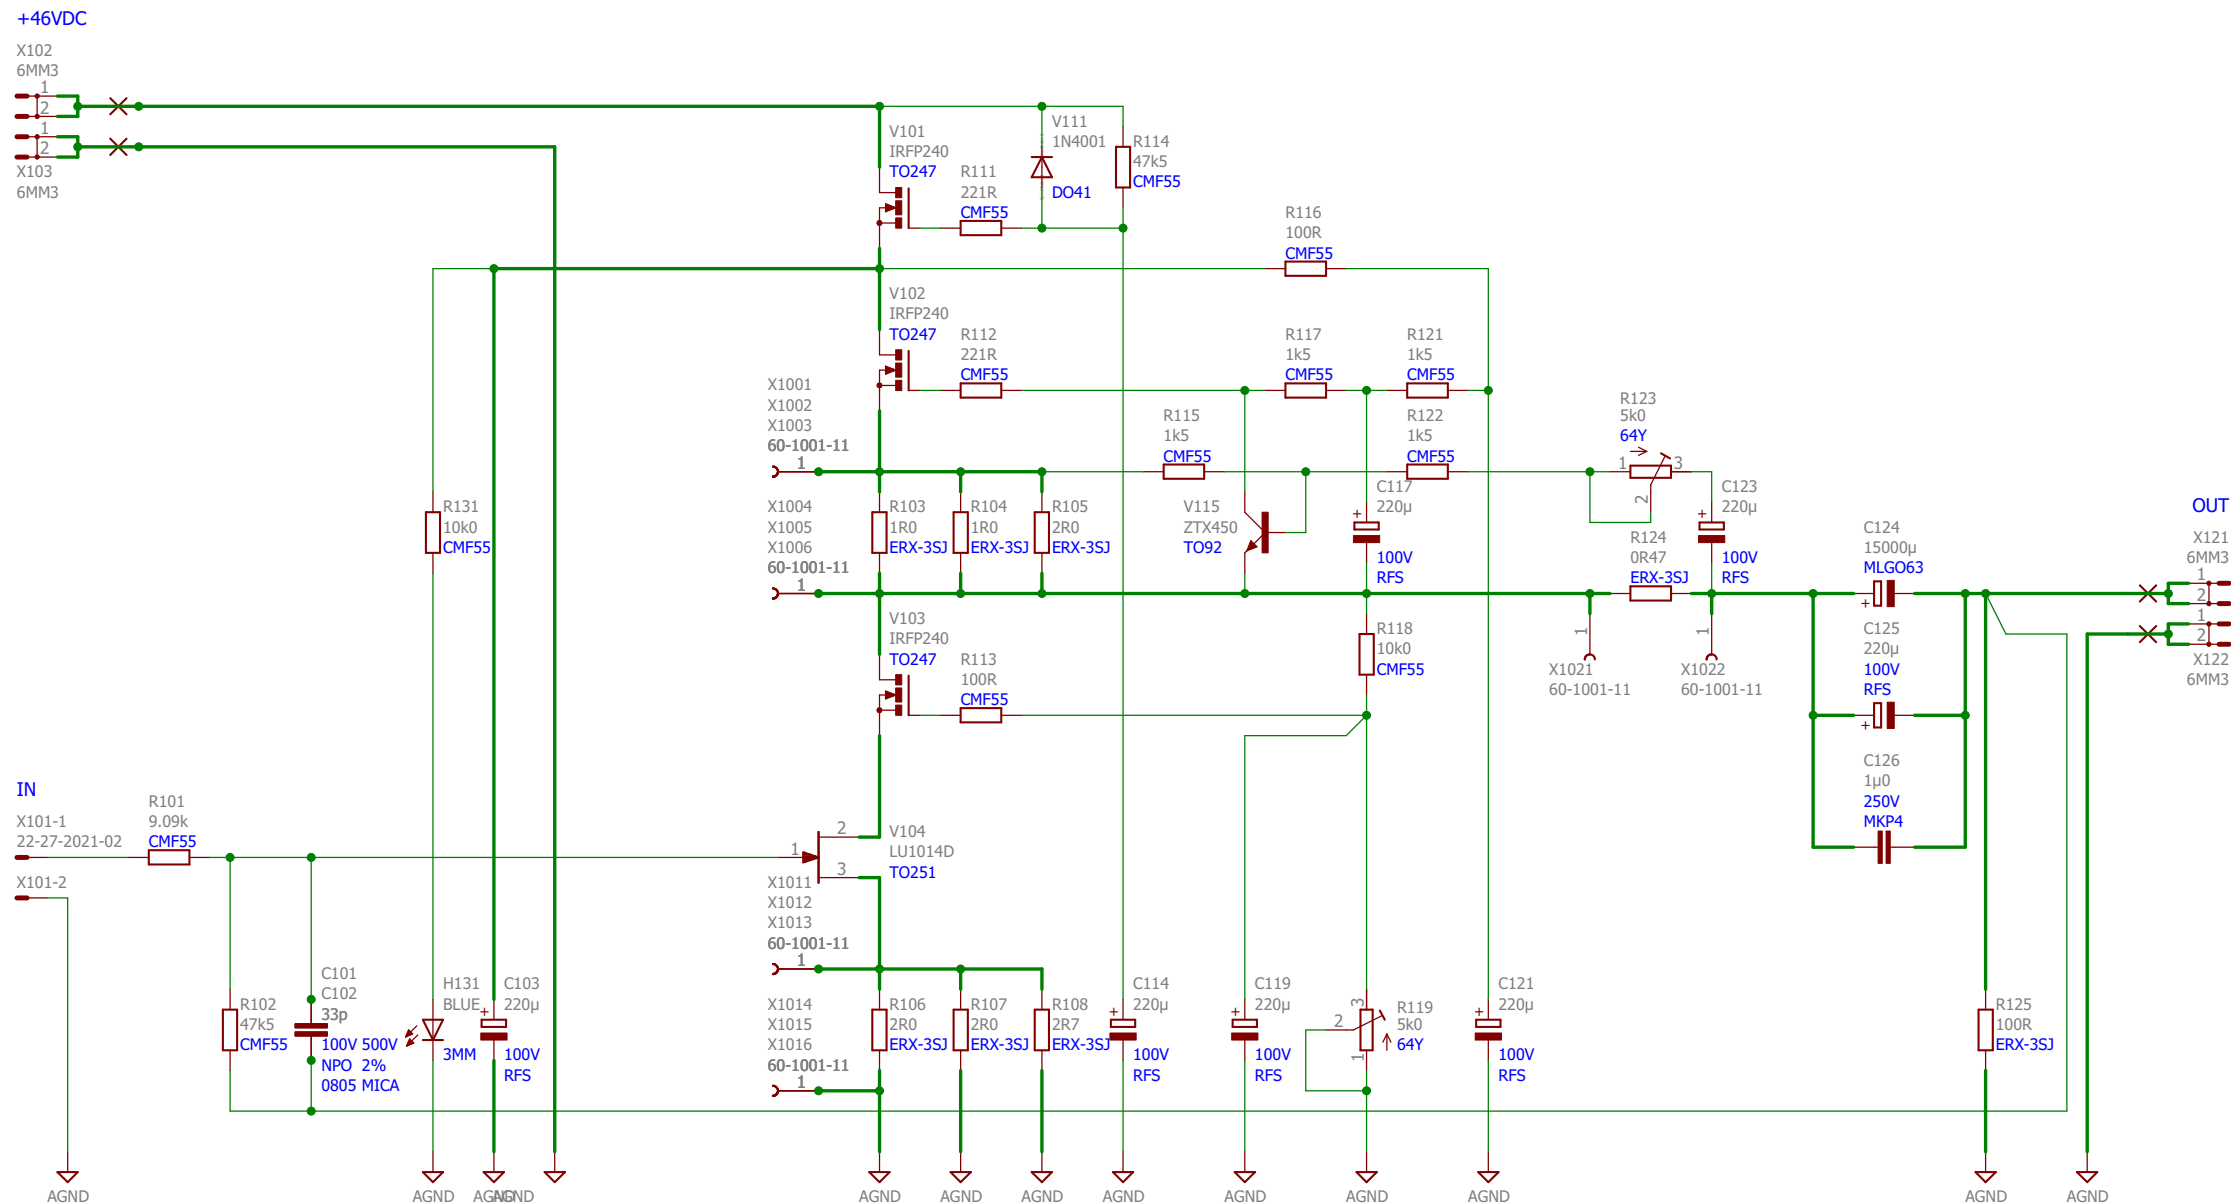 +46VDC
X102
6MM3
1
2
1
2
X103
6MM3
V101
IRFP240
TO247
R111
221R
CMF55
V111
1N4001
DO41
R114
47k5
CMF55
R116
100R
CMF55
V102
IRFP240
TO247
R112
221R
CMF55
R117
1k5
CMF55
R121
1k5
CMF55
X1001
X1002
X1003
60-1001-11
1
R115
1k5
CMF55
R122
1k5
CMF55
R123
5k0
64Y
1
3
2
R131
10k0
CMF55
X1004
X1005
X1006
60-1001-11
1
R103
1R0
ERX-3SJ
R104
1R0
ERX-3SJ
R105
2R0
ERX-3SJ
V115
ZTX450
TO92
C117
220µ
+
100V
RFS
C123
220µ
+
100V
RFS
R124
0R47
ERX-3SJ
C124
15000µ
MLGO63
+
OUT
X121
6MM3
1
2
1
2
X122
6MM3
V103
IRFP240
TO247
R113
100R
CMF55
R118
10k0
CMF55
1
X1021
60-1001-11
1
X1022
60-1001-11
C125
220µ
100V
RFS
+
C126
1µ0
250V
MKP4
IN
X101-1
22-27-2021-02
R101
9.09k
CMF55
X101-2
1
2
3
V104
LU1014D
TO251
X1011
X1012
X1013
60-1001-11
1
R102
47k5
CMF55
C101
C102
33p
100V 500V
NPO 2%
0805 MICA
H131
BLUE
3MM
C103
220µ
+
100V
RFS
X1014
X1015
X1016
60-1001-11
1
R106
2R0
ERX-3SJ
R107
2R0
ERX-3SJ
R108
2R7
ERX-3SJ
C114
220µ
+
100V
RFS
C119
220µ
+
100V
RFS
3
2
1
R119
5k0
64Y
C121
220µ
+
100V
RFS
R125
100R
ERX-3SJ
AGND
AGND
AGND
AGND
AGND
AGND
AGND
AGND
AGND
AGND
AGND
AGND
AGND